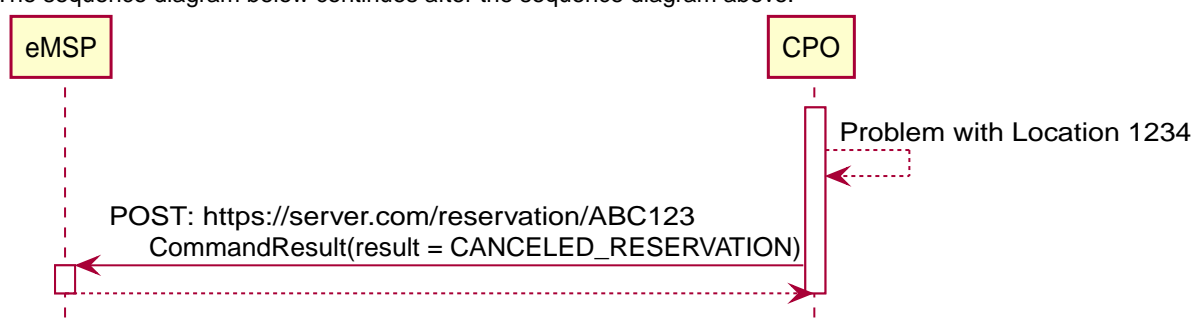 The sequence diagram below continues after the sequence diagram above.
eMSP
CPO
Problem with Location 1234
POST: https://server.com/reservation/ABC123
CommandResult(result = CANCELED_RESERVATION)